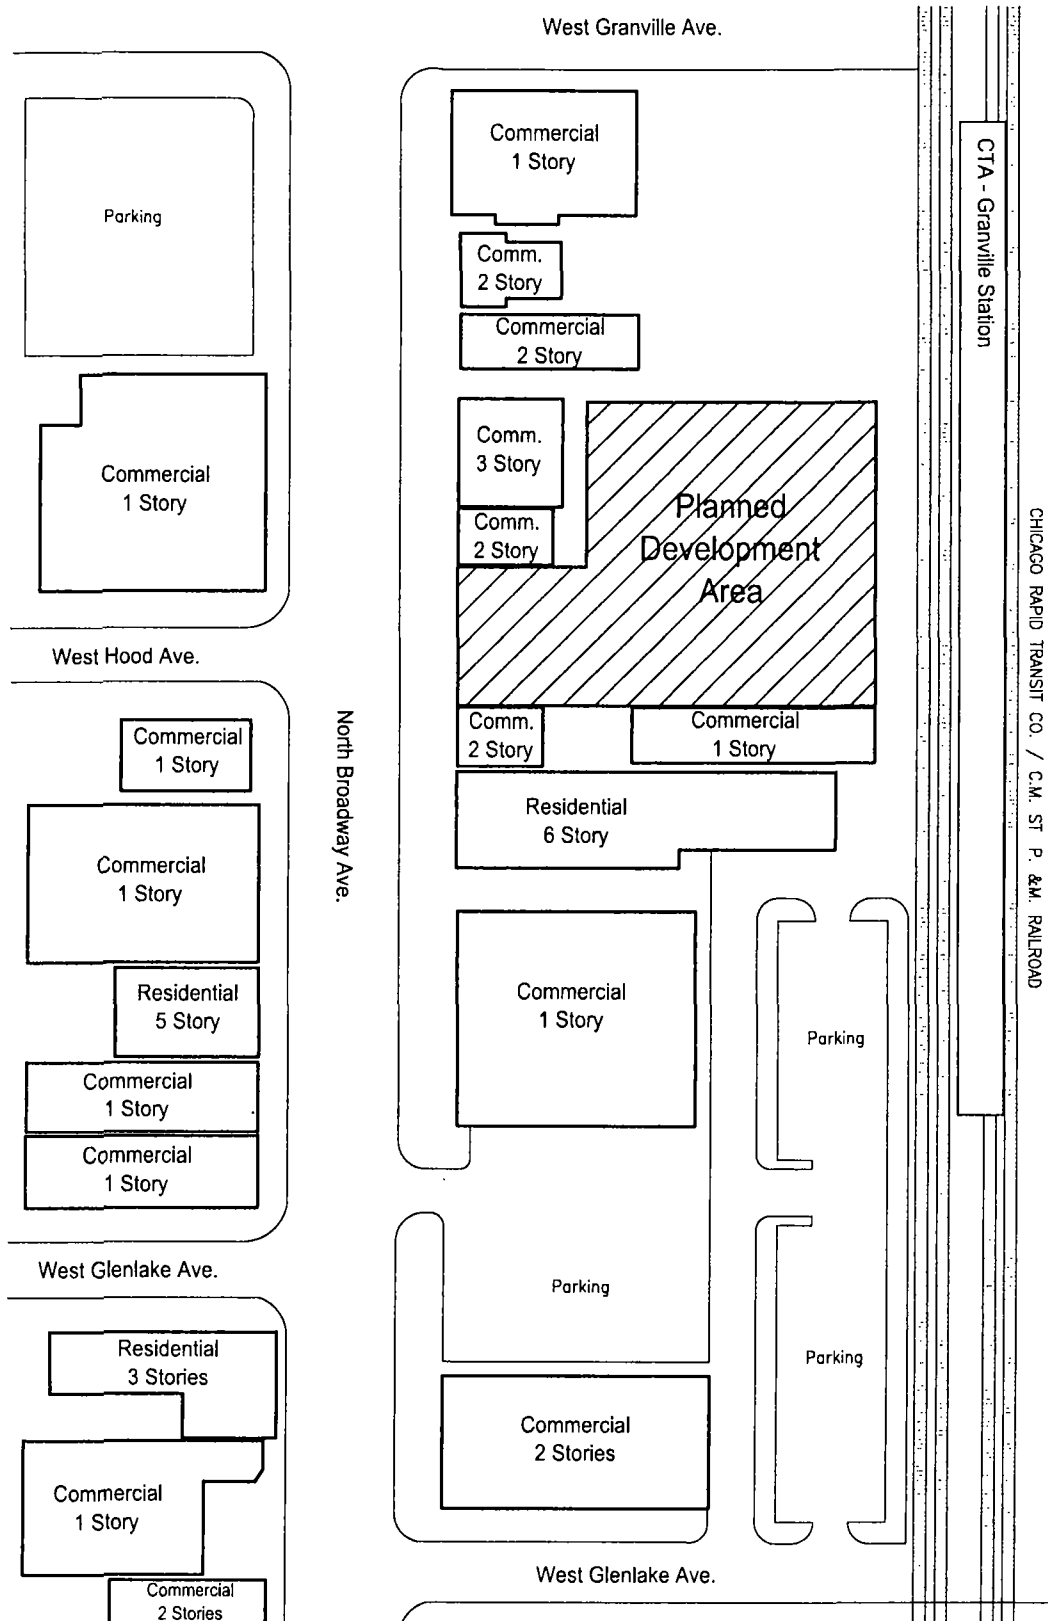 West Granville Ave.
Commercial
1 Story
Parking
Comm.
2 Story
Commercial
2 Story
CTA - Granville Station
Commercial
1 Story
Comm.
3 Story
Comm.
2 Story
Planned
Development
Area
CHICAGO RAPID TRANSIT CO. / C.M. ST P. &M. RAILROAD
West Hood Ave.
North Broadway Ave.
Comm.
2 Story
Commercial
1 Story
Commercial
1 Story
Residential
6 Story
Commercial
1 Story
Residential
5 Story
Commercial
1 Story
Parking
Commercial
1 Story
Commercial
1 Story
West Glenlake Ave.
Parking
Residential
3 Stories
Parking
Commercial
2 Stories
Commercial
1 Story
West Glenlake Ave.
Commercial
2 Stories